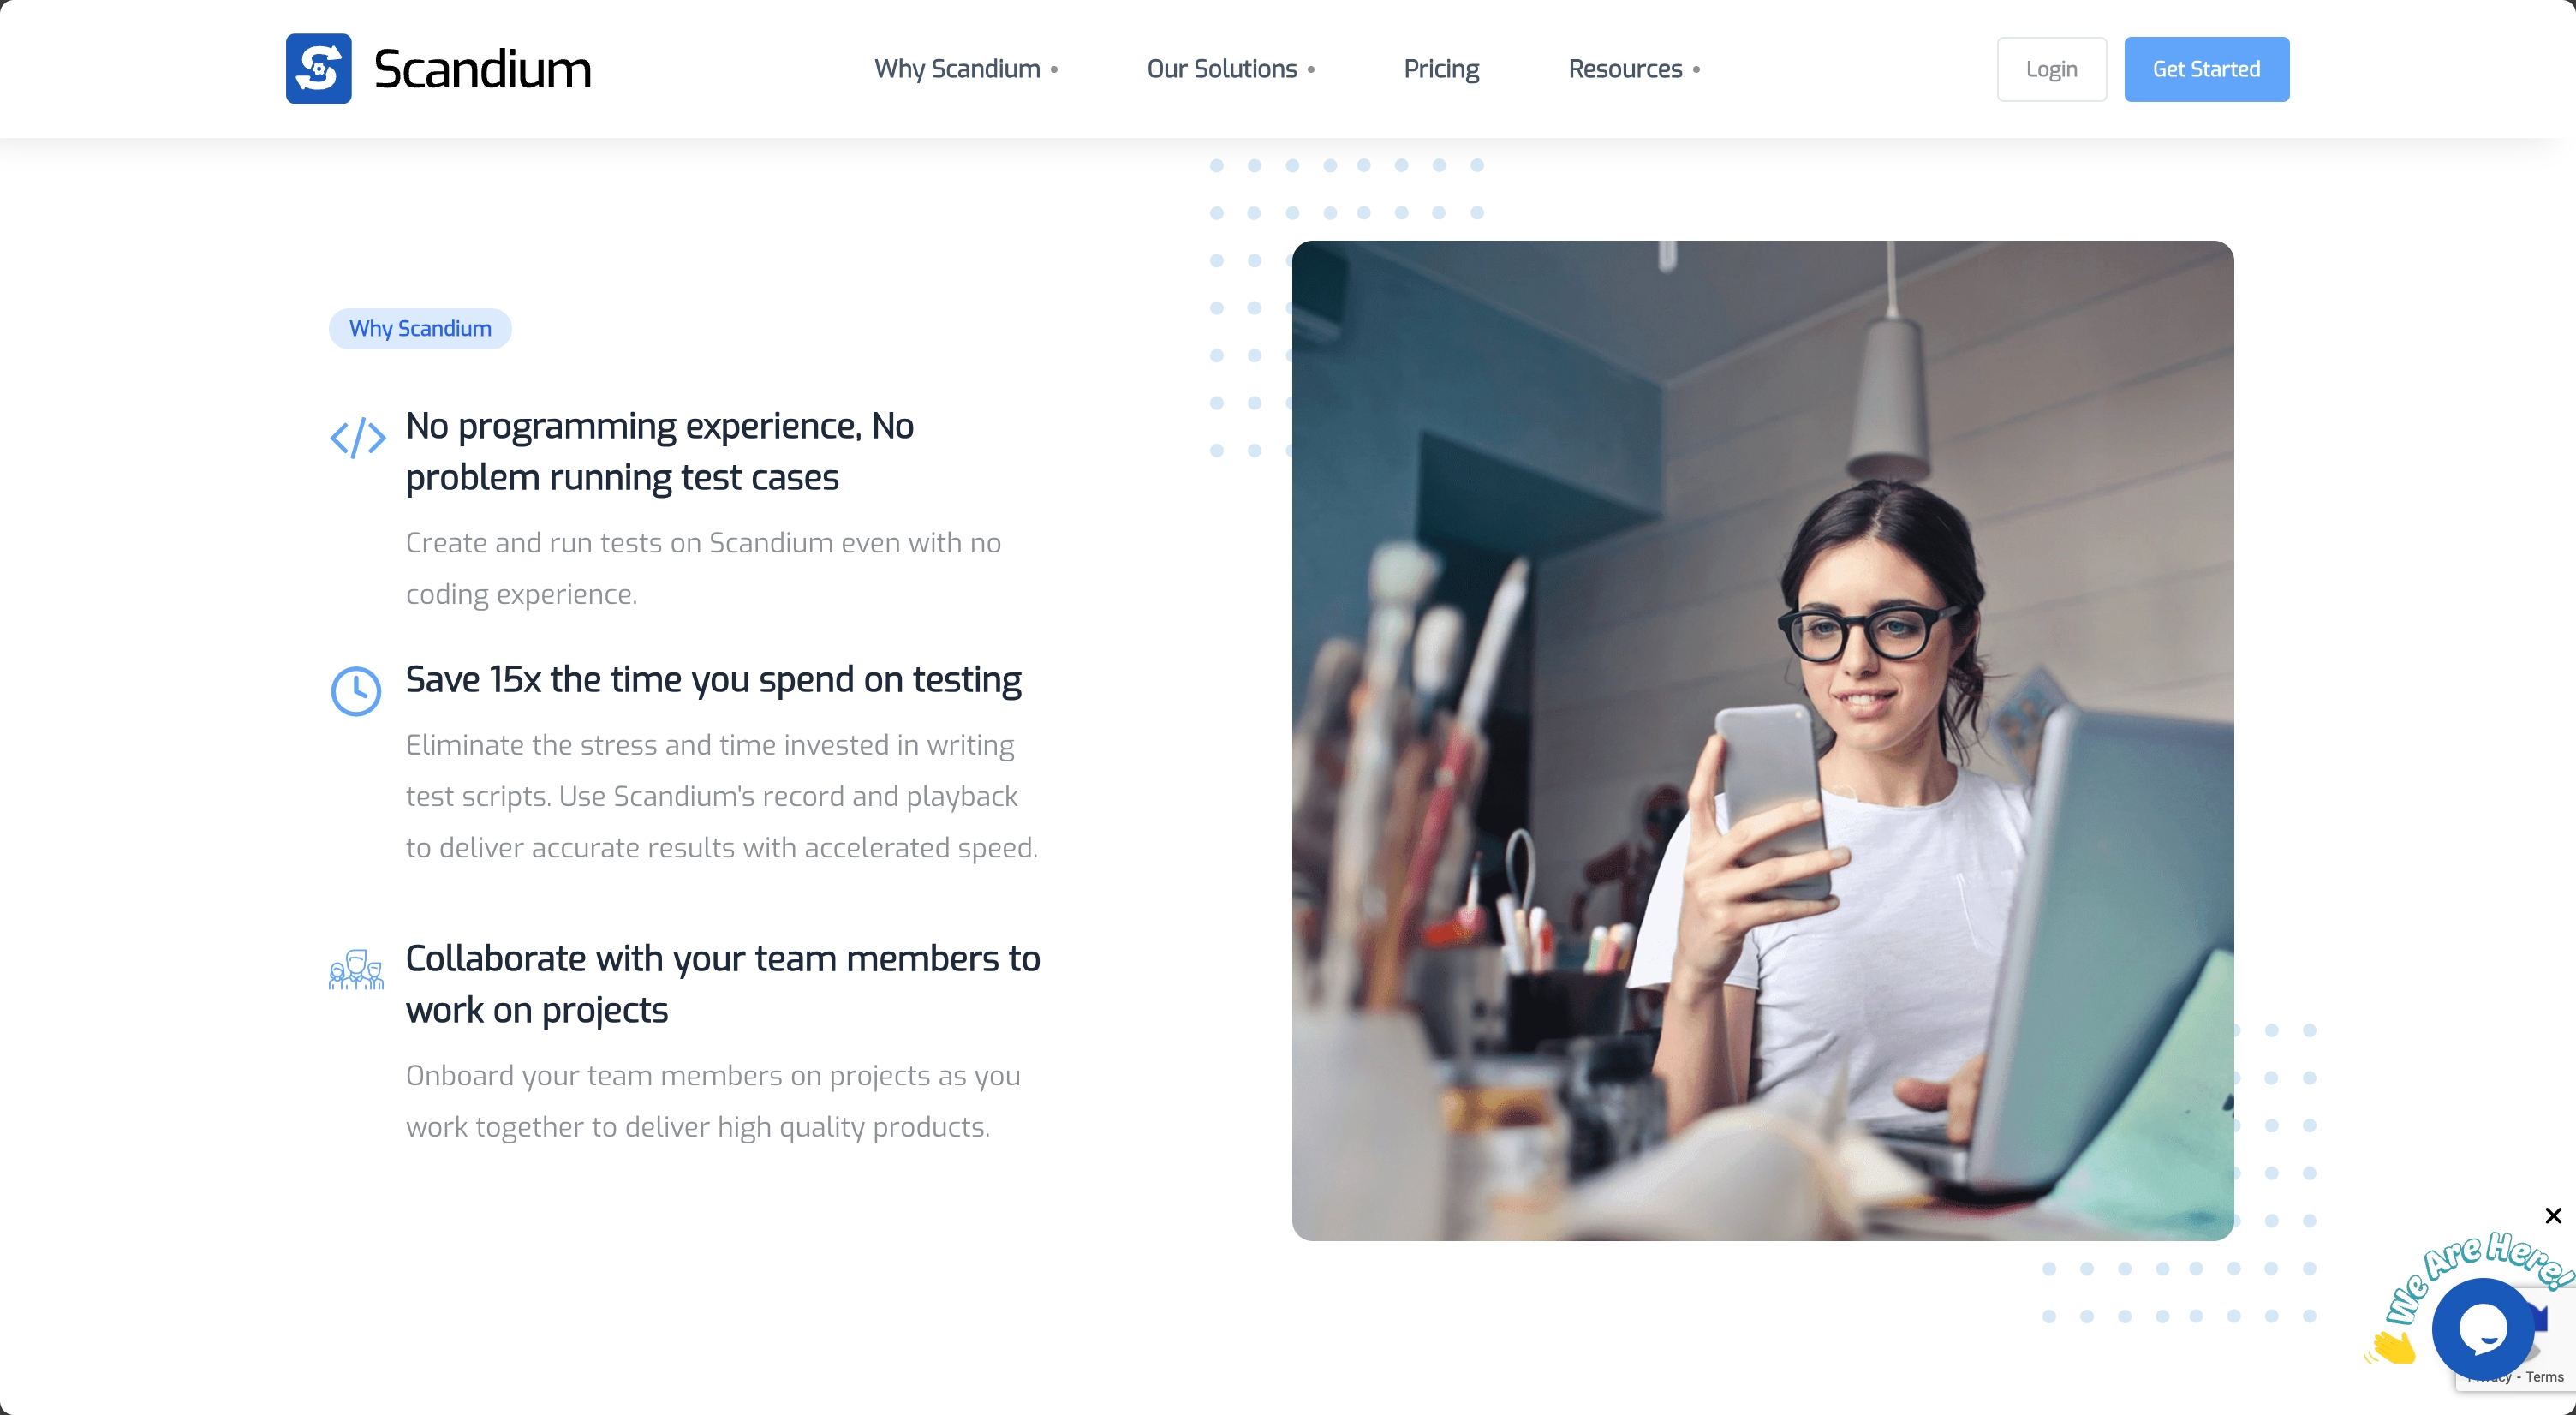 Scandium
Why Scandium
Our Solutions
Pricing
Resources
Login
Get Started
Why Scandium
No programming experience, No
problem running test cases
Create and run tests on Scandium even with no
coding experience.
Save 15x the time you spend on testing
Eliminate the stress and time invested in writing
test scripts. Use Scandium's record and playback
to deliver accurate results with accelerated speed.
Collaborate with your team members to
work on projects
Onboard your team members on projects as you
work together to deliver high quality products.
We Are Here!
- Terms